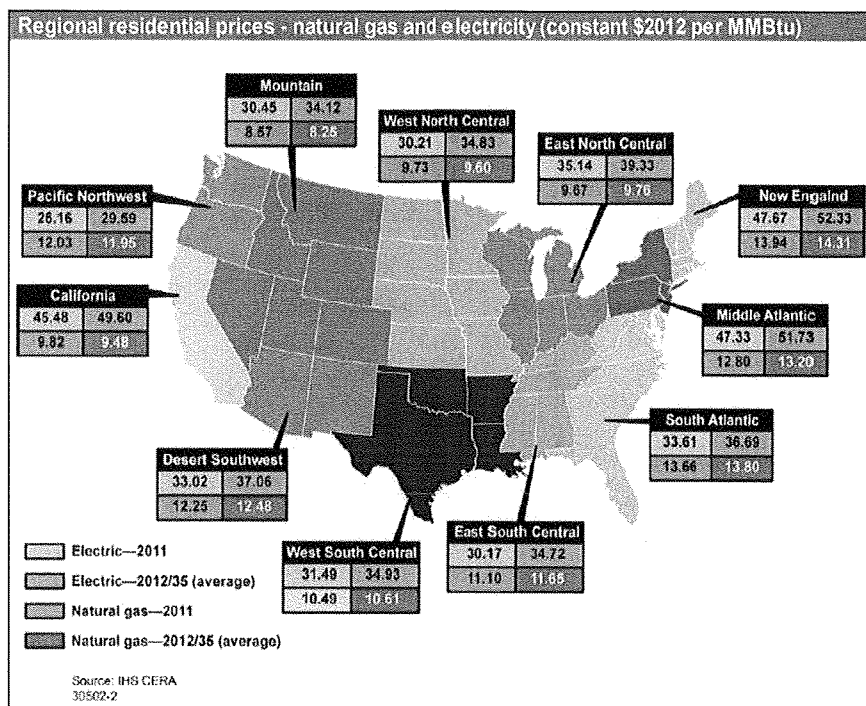 Regional residential prices - natural gas and electricity (constant $2012 per MMBtu)
Mountain
30.45 34.12
8.57 8.25
West North Central
30.21 34.83
9.73 9.60
East North Central
35.14 39.33
9.67 9.76
Pacific Northwest
26.16 29.59
12.03 11.95
New Engalnd
47.67 52.33
13.94 14.31
California
45.48 49.60
9.82 9.48
Middle Atlantic
47.33 51.73
12.80 13.20
South Atlantic
33.61 36.69
13.66 13.80
Desert Southwest
33.02 37.06
12.25 12.48
West South Central
31.49 34.93
10.49 10.61
East South Central
30.17 34.72
11.10 11.68
Electric—2011
Electric—2012/35 (average)
Natural gas—2011
Natural gas—2012/35 (average)
Source: IHS CERA
30502-2